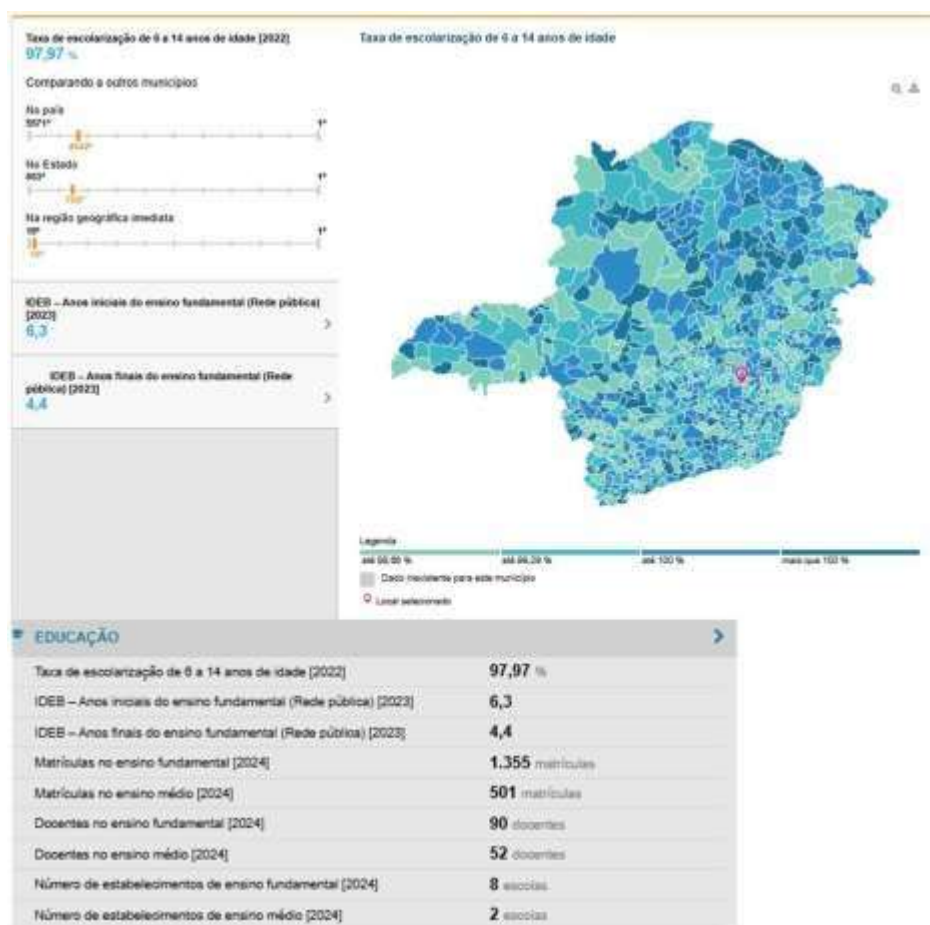 Taxa de escolarização de 6 a 14 anos de idade [2022]
97,97 %
Comparando a outros municípios
No país
5571º 1º
No Estado
853º 1º
Na região geográfica imediata
1º
IDEB – Anos iniciais do ensino fundamental (Rede pública)
[2023]
6,3
IDEB – Anos finais do ensino fundamental (Rede
pública) [2023]
4,4
Taxa de escolarização de 6 a 14 anos de idade
Legenda
até 100 % mais que 100 %
Dado inexistente para este município
Local selecionado
EDUCAÇÃO
Taxa de escolarização de 6 a 14 anos de idade [2022] 97,97 %
IDEB – Anos iniciais do ensino fundamental (Rede pública) [2023] 6,3
IDEB – Anos finais do ensino fundamental (Rede pública) [2023] 4,4
Matrículas no ensino fundamental [2024] 1.355 matrículas
Matrículas no ensino médio [2024] 501 matrículas
Docentes no ensino fundamental [2024] 90 docentes
Docentes no ensino médio [2024] 52 docentes
Número de estabelecimentos de ensino fundamental [2024] 8 escolas
Número de estabelecimentos de ensino médio [2024] 2 escolas